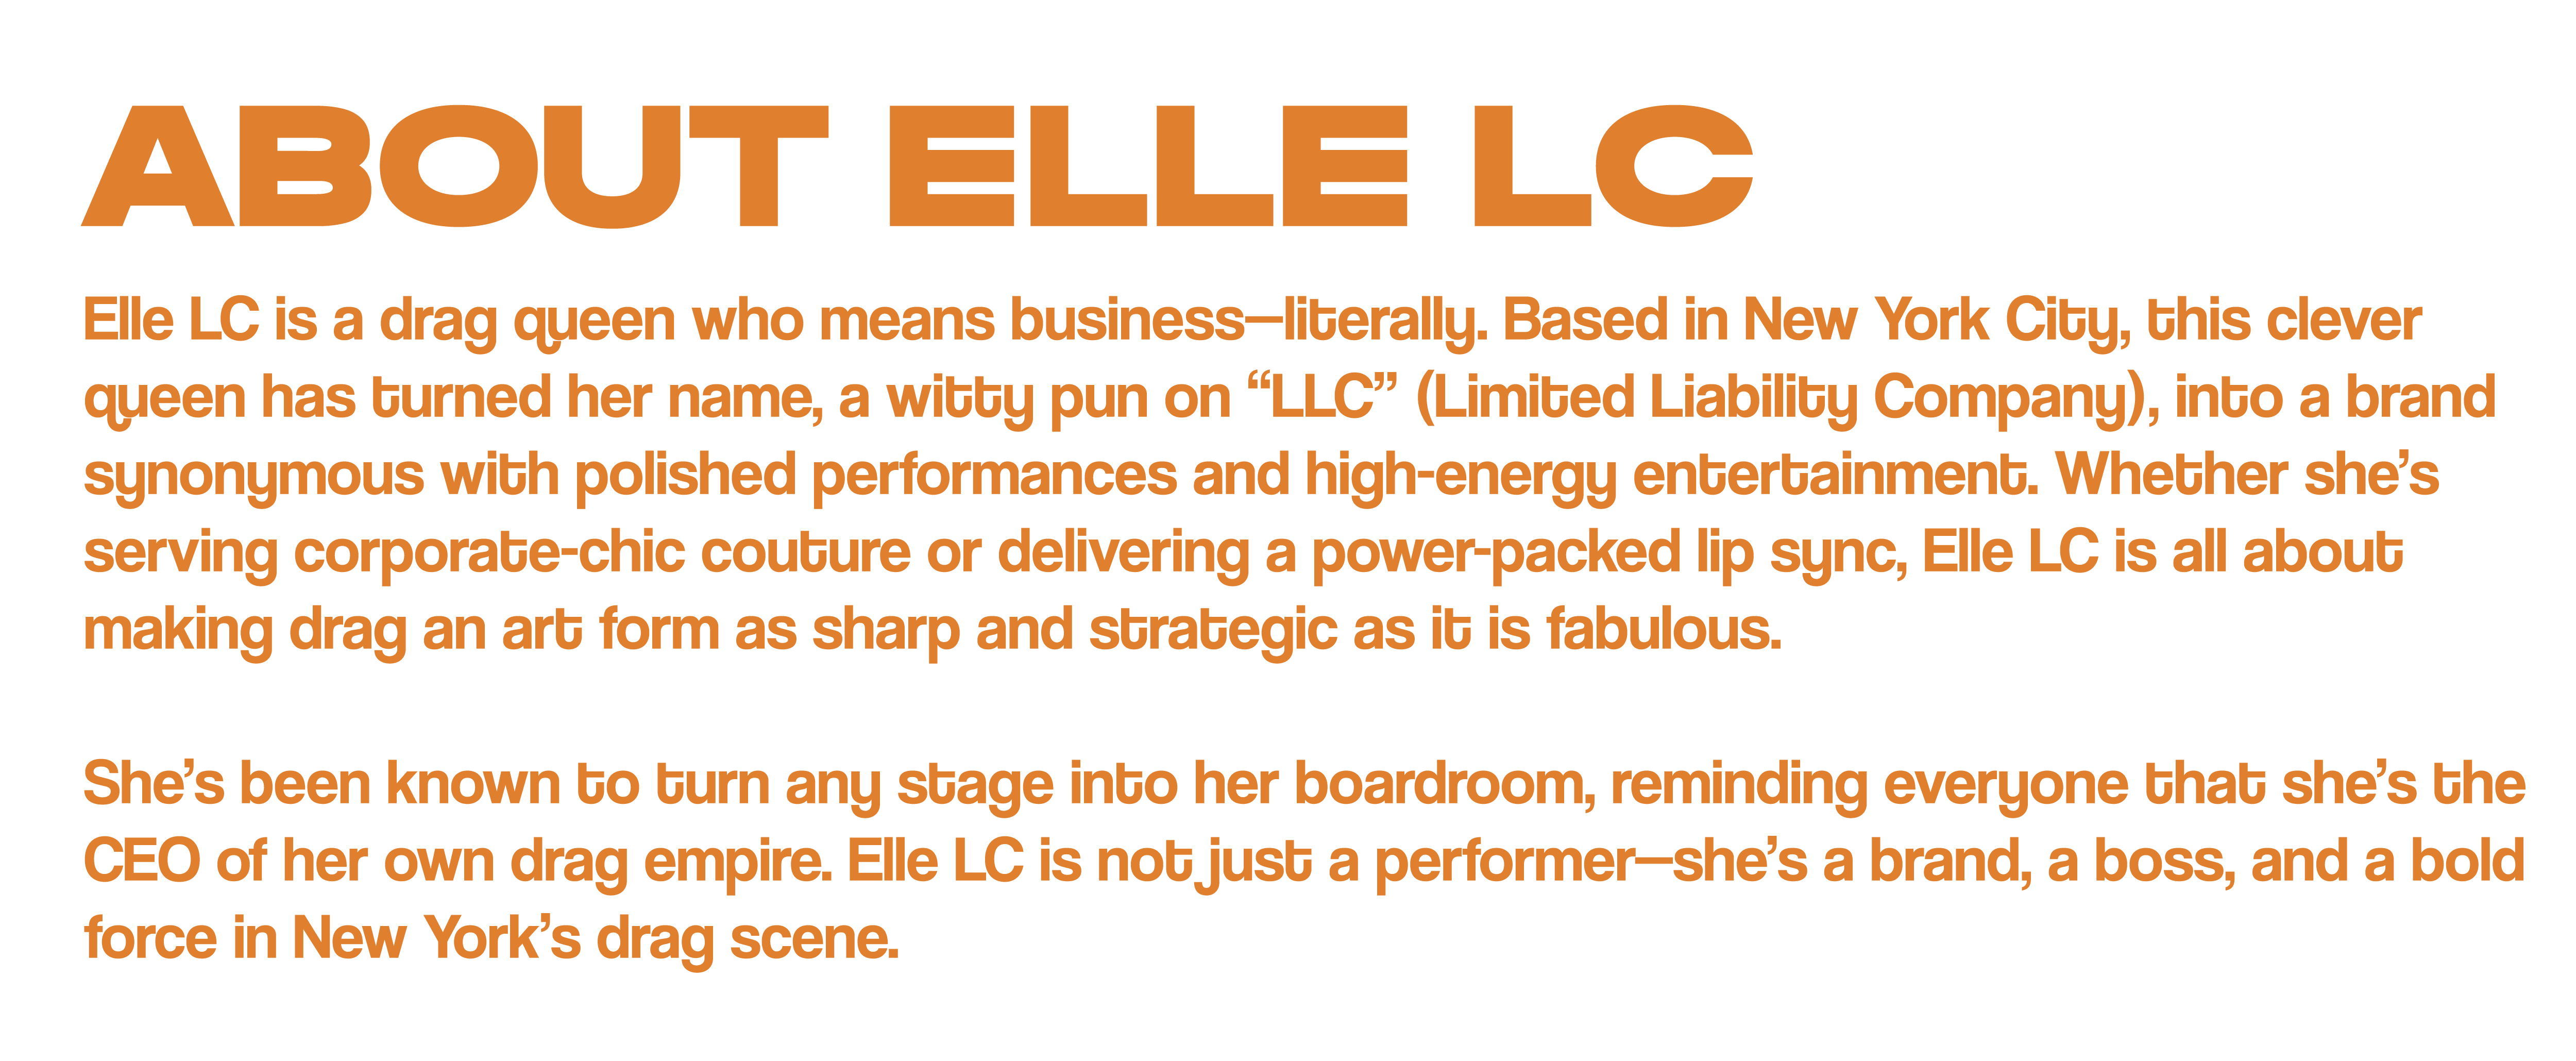 ABOUT ELLE LC
Elle LC is a drag queen who means business—literally. Based in New York City, this clever
queen has turned her name, a witty pun on “LLC” (Limited Liability Company), into a brand
synonymous with polished performances and high-energy entertainment. Whether she’s
serving corporate-chic couture or delivering a power-packed lip sync, Elle LC is all about
making drag an art form as sharp and strategic as it is fabulous.
She’s been known to turn any stage into her boardroom, reminding everyone that she’s the
CEO of her own drag empire. Elle LC is not just a performer—she’s a brand, a boss, and a bold
force in New York’s drag scene.